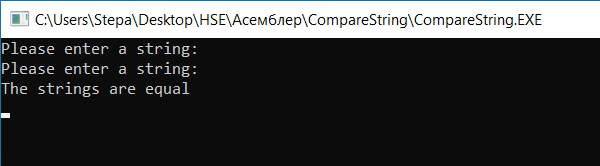 C:\Users\Stepa\Desktop\HSE\Асемблер\CompareString\CompareString.EXE
Please enter a string:
Please enter a string:
The strings are equal